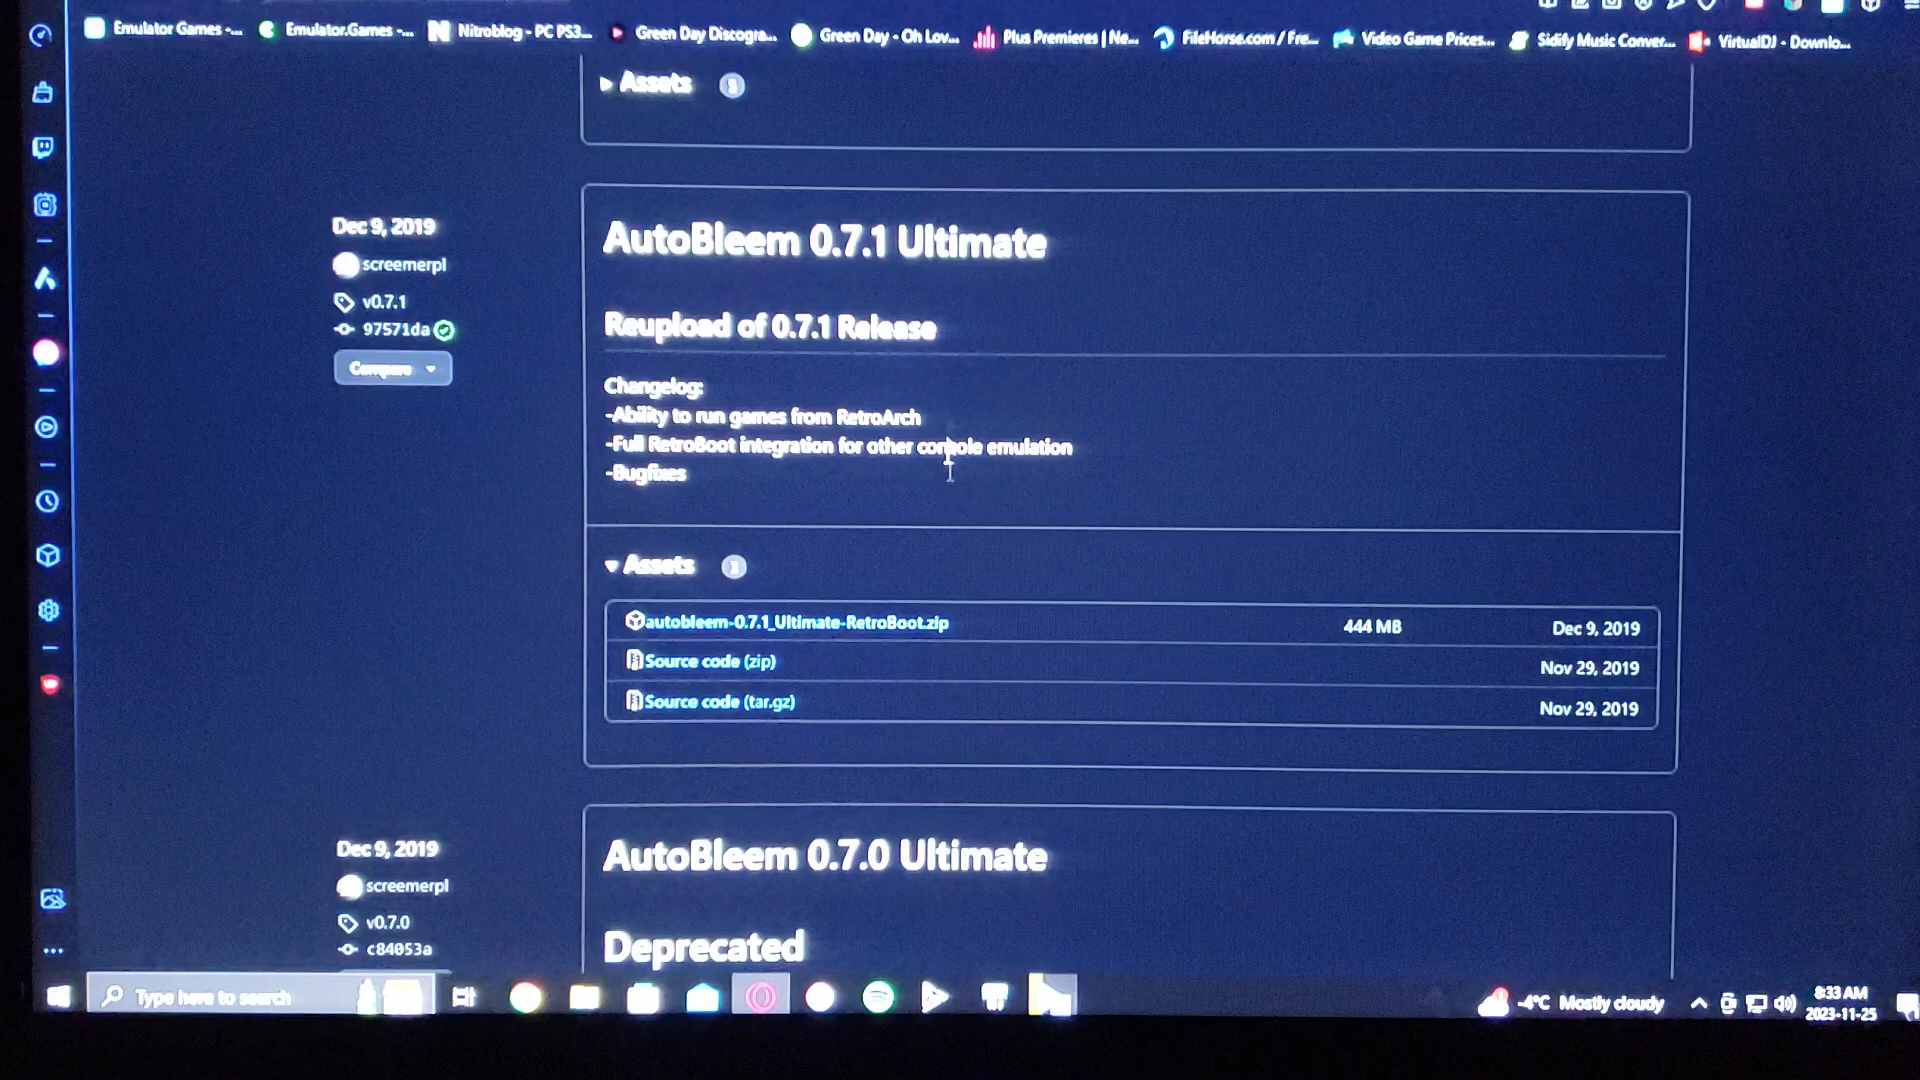 Emulator Games -... Emulator.Games -... Nitroblog - PC PS3... Green Day Discogra... Green Day - Oh Lov... Plus Premieres | Ne... FileHorse.com / Fre... Video Game Prices... Sidify Music Conver... VirtualDJ - Downlo...
Assets
Dec 9, 2019
screemerpl
v0.7.1
97571da
Compare
AutoBleem 0.7.1 Ultimate
Reupload of 0.7.1 Release
Changelog:
-Ability to run games from RetroArch
-Full RetroBoot integration for other console emulation
-Bugfixes
Assets 3
autobleem-0.7.1_Ultimate-RetroBoot.zip 444 MB Dec 9, 2019
Source code (zip) Nov 29, 2019
Source code (tar.gz) Nov 29, 2019
Dec 9, 2019
screemerpl
v0.7.0
c84053a
AutoBleem 0.7.0 Ultimate
Deprecated
Type here to search
-4°C Mostly cloudy
8:33 AM
2023-11-25